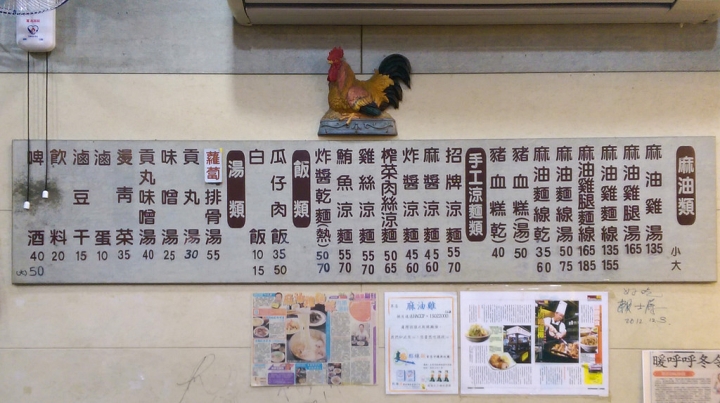 麻油類 小 大
麻油雞湯 135
麻油雞腿湯 165
麻油雞麵線 135 155
麻油雞腿麵線 165 185
麻油麵線湯 50 75
麻油麵線乾 35 60
豬血糕(湯) 50
豬血糕(乾) 40
手工涼麵類
招牌涼麵 55 70
麻醬涼麵 45 60
炸醬涼麵 45 60
榨菜肉絲涼麵 50 65
雞絲涼麵 55 70
鮪魚涼麵 55 70
炸醬乾麵(熱) 50 70
飯類
瓜仔肉飯 35 50
白飯 10 15
湯類
蘿蔔排骨湯 55
貢丸湯 30
味噌湯 25
貢丸味噌湯 40
燙青菜 35
滷蛋 10
滷豆干 15
飲料 20
啤酒 40 50
麻油雞
暖呼呼冬令